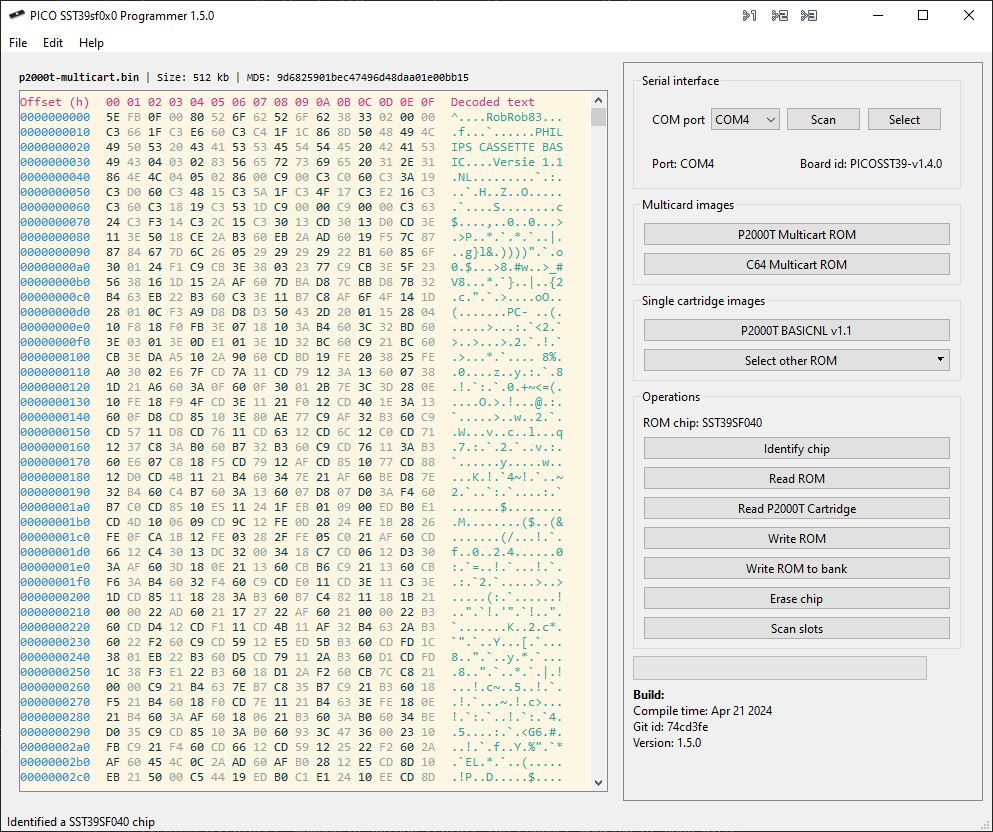 PICO SST39sf0x0 Programmer 1.5.0
File Edit Help
p2000t-multicart.bin | Size: 512 kb | MD5: 9d6825901bec47496d48daa01e00bb15
Offset (h) 00 01 02 03 04 05 06 07 08 09 0A 0B 0C 0D 0E 0F Decoded text
0000000000 5E FB 0F 00 80 52 6F 62 52 6F 62 38 33 02 00 00 ^....RobRob83...
0000000010 C3 66 1F C3 E6 60 C3 C4 1F 1C 86 8D 50 48 49 4C .f...`......PHIL
0000000020 49 50 53 20 43 41 53 53 45 54 54 45 20 42 41 53 IPS CASSETTE BAS
0000000030 49 43 04 03 02 83 56 65 72 73 69 65 20 31 2E 31 IC....Versie 1.1
0000000040 86 4E 4C 04 05 02 86 00 C9 00 C3 C0 60 C3 3A 19 .NL.........`.:.
0000000050 C3 D0 60 C3 48 15 C3 5A 1F C3 4F 17 C3 E2 16 C3 ..`.H..Z..O.....
0000000060 C3 60 C3 18 19 C3 53 1D C9 00 00 C9 00 00 C3 63 .`....S........c
0000000070 24 C3 F3 14 C3 2C 15 C3 30 13 CD 30 13 D0 CD 3E $....,..0..0...>
0000000080 11 3E 50 18 CE 2A B3 60 EB 2A AD 60 19 F5 7C 87 .>P..*.`.*.`..|.
0000000090 87 84 67 7D 6C 26 05 29 29 29 29 22 B1 60 85 6F ..g}l&.))))".`.o
00000000a0 30 01 24 F1 C9 CB 3E 38 03 23 77 C9 CB 3E 5F 23 0.$...>8.#w..>_#
00000000b0 56 38 16 1D 15 2A AF 60 7D BA D8 7C BB D8 7B 32 V8...*.`}..|..{2
00000000c0 B4 63 EB 22 B3 60 C3 3E 11 B7 C8 AF 6F 4F 14 1D .c.".`.>....oO..
00000000d0 28 01 0C F3 A9 D8 D8 D3 50 43 2D 20 01 15 28 04 (.......PC- ..(.
00000000e0 10 F8 18 F0 FB 3E 07 18 10 3A B4 60 3C 32 BD 60 .....>...:.`<2.`
00000000f0 3E 03 01 3E 0D E1 01 3E 1D 32 BC 60 C9 21 BC 60 >..>...>.2.`.!.`
0000000100 CB 3E DA A5 10 2A 90 60 CD BD 19 FE 20 38 25 FE .>...*.`.... 8%.
0000000110 A0 30 02 E6 7F CD 7A 11 CD 79 12 3A 13 60 07 38 .0....z..y.:.`.8
0000000120 1D 21 A6 60 3A 0F 60 0F 30 01 2B 7E 3C 3D 28 0E .!.`:.`.0.+~<=(.
0000000130 10 FE 18 F9 4F CD 3E 11 21 F0 12 CD 40 1E 3A 13 ....O.>.!...@.:.
0000000140 60 0F D8 CD 85 10 3E 80 AE 77 C9 AF 32 B3 60 C9 `.....>..w..2.`.
0000000150 CD 57 11 D8 CD 76 11 CD 63 12 CD 6C 12 C0 CD 71 .W...v..c..l...q
0000000160 12 37 C8 3A B0 60 B7 32 B3 60 C9 CD 76 11 3A B3 .7.:.`.2.`..v.:.
0000000170 60 E6 07 C8 18 F5 CD 79 12 AF CD 85 10 77 CD 88 `......y.....w..
0000000180 12 D0 CD 4B 11 21 B4 60 34 7E 21 AF 60 BE D8 7E ...K.!.`4~!.`..~
0000000190 32 B4 60 C4 B7 60 3A 13 60 07 D8 07 D0 3A F4 60 2.`..`:.`....:.`
00000001a0 B7 C0 CD 85 10 E5 11 24 1F EB 01 09 00 ED B0 E1 .......$........
00000001b0 CD 4D 10 06 09 CD 9C 12 FE 0D 28 24 FE 1B 28 26 .M........($..(&
00000001c0 FE 0F CA 1B 12 FE 03 28 2F FE 05 C0 21 AF 60 CD .......(/...!.`.
00000001d0 66 12 C4 30 13 DC 32 00 34 18 C7 CD 06 12 D3 30 f..0..2.4......0
00000001e0 3A AF 60 3D 18 0E 21 13 60 CB B6 C9 21 13 60 CB :.`=..!.`...!.`.
00000001f0 F6 3A B4 60 32 F4 60 C9 CD E0 11 CD 3E 11 C3 3E .:.`2.`.....>..>
0000000200 1D CD 85 11 18 28 3A B3 60 B7 C4 82 11 18 1B 21 .....(:.`......!
0000000210 00 00 22 AD 60 21 17 27 22 AF 60 21 00 00 22 B3 ..".`!.'".`!..".
0000000220 60 CD D4 12 CD F1 11 CD 4B 11 AF 32 B4 63 2A B3 `.......K..2.c*.
0000000230 60 22 F2 60 C9 CD 59 12 E5 ED 5B B3 60 CD FD 1C `".`..Y...[.`...
0000000240 38 01 EB 22 B3 60 D5 CD 79 11 2A B3 60 D1 CD FD 8..".`..y.*.`...
0000000250 1C 38 F3 E1 22 B3 60 18 D1 2A F2 60 CB 7C C8 21 .8..".`..*.`.|.!
0000000260 00 00 C9 21 B4 63 7E B7 C8 35 B7 C9 21 B3 60 18 ...!.c~..5..!.`.
0000000270 F5 21 B4 60 18 F0 CD 7E 11 21 B4 63 3E FE 18 0E .!.`...~.!.c>...
0000000280 21 B4 60 3A AF 60 18 06 21 B3 60 3A B0 60 34 BE !.`:.`..!.`:.`4.
0000000290 D0 35 C9 CD 85 10 3A B0 60 93 3C 47 36 00 23 10 .5....:.`.<G6.#.
00000002a0 FB C9 21 F4 60 CD 66 12 CD 59 12 25 22 F2 60 2A ..!.`.f..Y.%".`*
00000002b0 AF 60 45 4C 0C 2A AD 60 AF B0 28 12 E5 CD 8D 10 .`EL.*.`..(.....
00000002c0 EB 21 50 00 C5 44 19 ED B0 C1 E1 24 10 EE CD 8D .!P..D.....$....
Serial interface
COM port COM4 Scan Select
Port: COM4 Board id: PICOSST39-v1.4.0
Multicard images
P2000T Multicart ROM
C64 Multicart ROM
Single cartridge images
P2000T BASICNL v1.1
Select other ROM
Operations
ROM chip: SST39SF040
Identify chip
Read ROM
Read P2000T Cartridge
Write ROM
Write ROM to bank
Erase chip
Scan slots
Build:
Compile time: Apr 21 2024
Git id: 74cd3fe
Version: 1.5.0
Identified a SST39SF040 chip